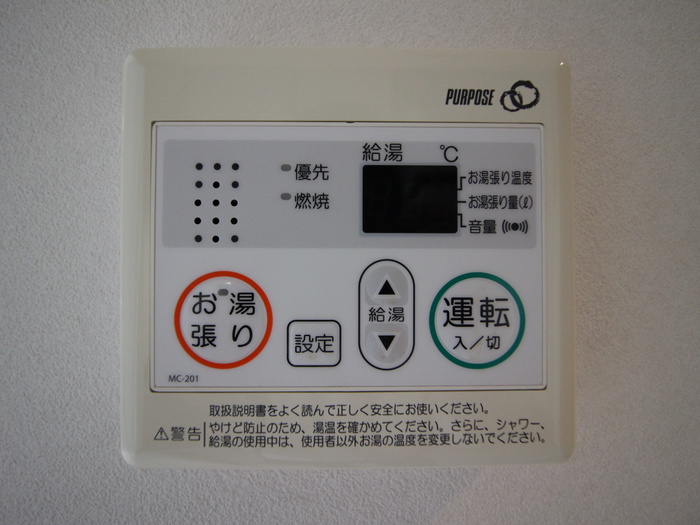 PURPOSE
給湯 ℃
優先
燃焼
お湯張り温度
お湯張り量(ℓ)
音量
お湯
張り
設定
▲
給湯
▼
運転
入/切
MC-201
取扱説明書をよく読んで正しく安全にお使いください。
⚠警告 やけど防止のため、湯温を確かめてください。さらに、シャワー、
給湯の使用中は、使用者以外お湯の温度を変更しないでください。